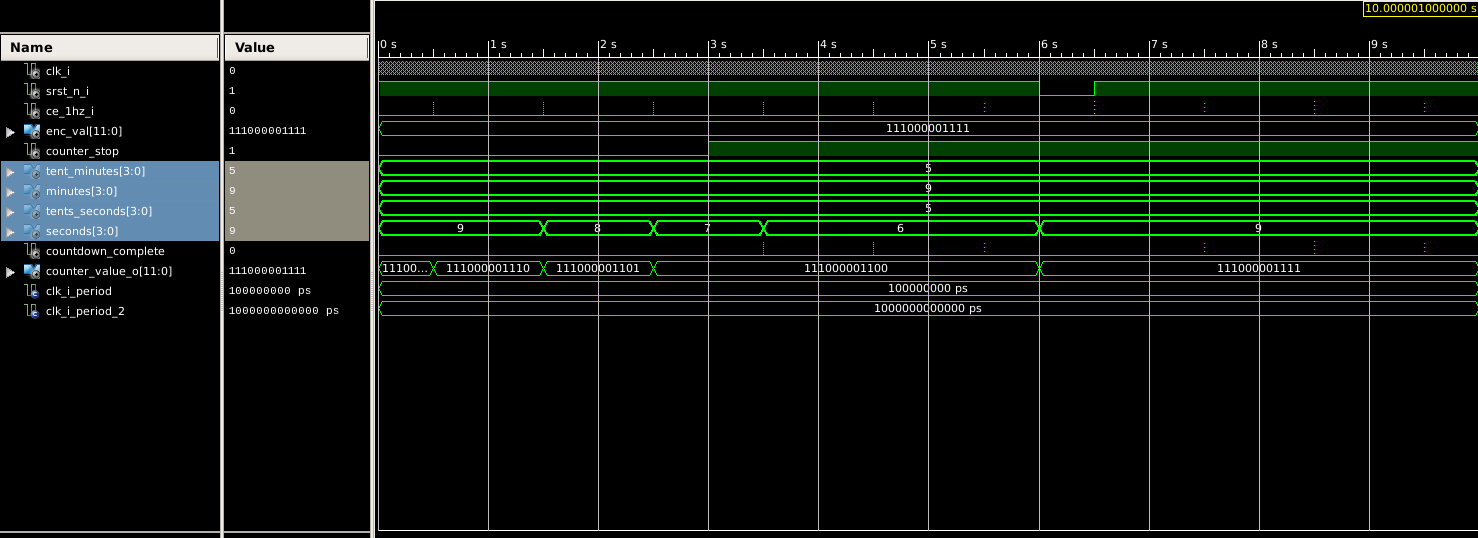 10.000001000000 s
Name Value 0 s 1 s 2 s 3 s 4 s 5 s 6 s 7 s 8 s 9 s
clk_i 0
srst_n_i 1
ce_1hz_i 0
enc_val[11:0] 111000001111 111000001111
counter_stop 1
tent_minutes[3:0] 5 5
minutes[3:0] 9 9
tents_seconds[3:0] 5 5
seconds[3:0] 9 9 8 7 6 9
countdown_complete 0
counter_value_o[11:0] 111000001111 11100... 111000001110 111000001101 111000001100 111000001111
clk_i_period 100000000 ps 100000000 ps
clk_i_period_2 1000000000000 ps 1000000000000 ps